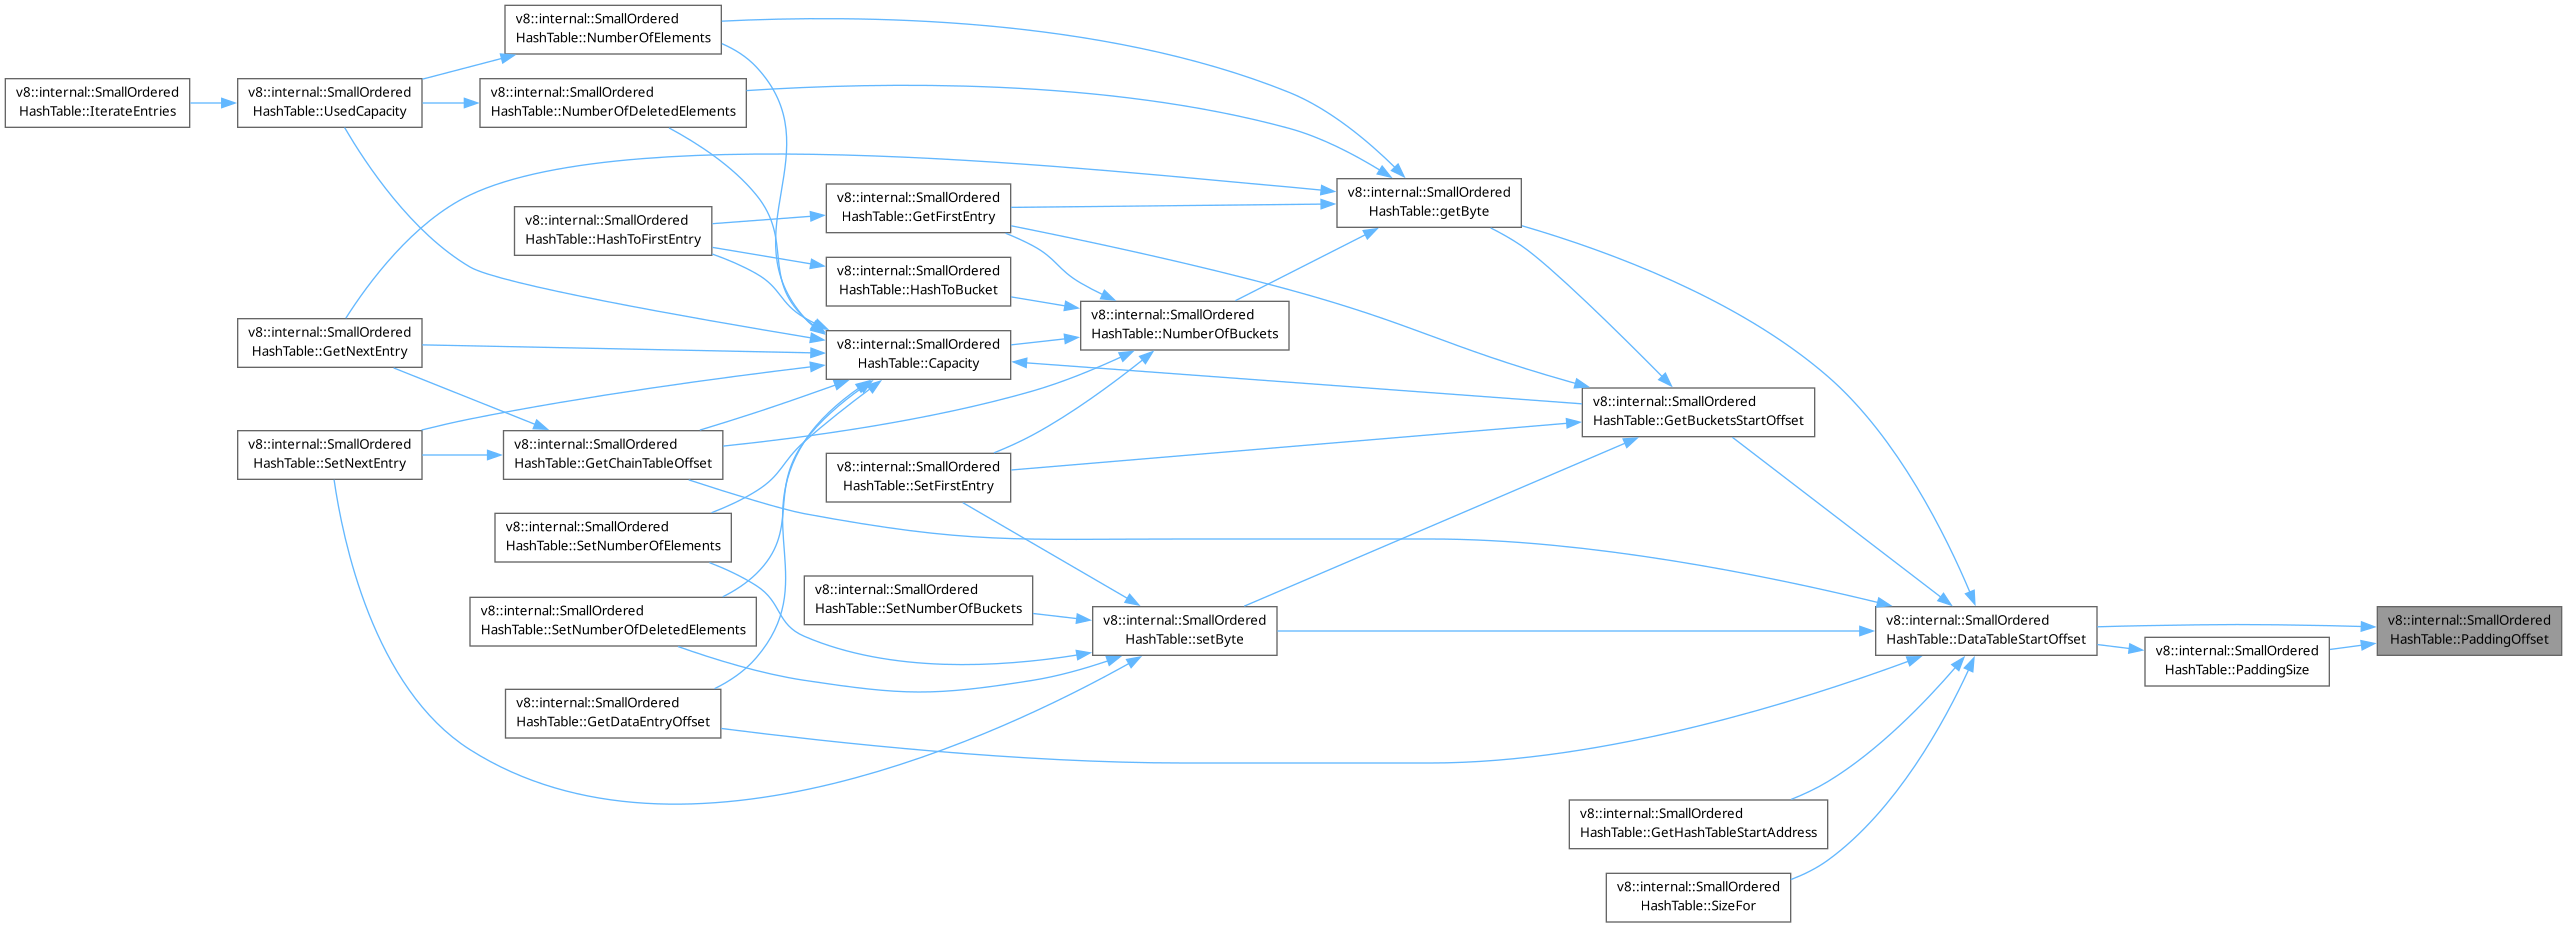 v8::internal::SmallOrdered
HashTable::NumberOfElements
v8::internal::SmallOrdered
HashTable::IterateEntries
v8::internal::SmallOrdered
HashTable::UsedCapacity
v8::internal::SmallOrdered
HashTable::NumberOfDeletedElements
v8::internal::SmallOrdered
HashTable::getByte
v8::internal::SmallOrdered
HashTable::GetFirstEntry
v8::internal::SmallOrdered
HashTable::HashToFirstEntry
v8::internal::SmallOrdered
HashTable::HashToBucket
v8::internal::SmallOrdered
HashTable::NumberOfBuckets
v8::internal::SmallOrdered
HashTable::GetNextEntry
v8::internal::SmallOrdered
HashTable::Capacity
v8::internal::SmallOrdered
HashTable::GetBucketsStartOffset
v8::internal::SmallOrdered
HashTable::SetNextEntry
v8::internal::SmallOrdered
HashTable::GetChainTableOffset
v8::internal::SmallOrdered
HashTable::SetFirstEntry
v8::internal::SmallOrdered
HashTable::SetNumberOfElements
v8::internal::SmallOrdered
HashTable::SetNumberOfBuckets
v8::internal::SmallOrdered
HashTable::SetNumberOfDeletedElements
v8::internal::SmallOrdered
HashTable::setByte
v8::internal::SmallOrdered
HashTable::DataTableStartOffset
v8::internal::SmallOrdered
HashTable::PaddingOffset
v8::internal::SmallOrdered
HashTable::PaddingSize
v8::internal::SmallOrdered
HashTable::GetDataEntryOffset
v8::internal::SmallOrdered
HashTable::GetHashTableStartAddress
v8::internal::SmallOrdered
HashTable::SizeFor